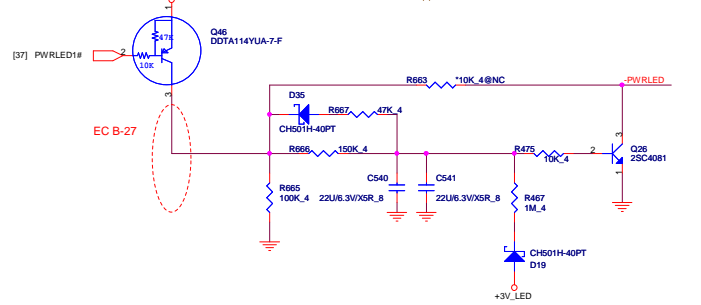 1
Q46
DDTA114YUA-7-F
47K
[37] PWRLED1#
2
10K
3
R663
*10K_4@NC
-PWRLED
D35
R667
47K_4
EC B-27
CH501H-40PT
3
R666
150K_4
R475
10K_4
2
Q26
2SC4081
C540
C541
1
R665
100K_4
22U/6.3V/X5R_8
22U/6.3V/X5R_8
R467
1M_4
CH501H-40PT
D19
+3V_LED